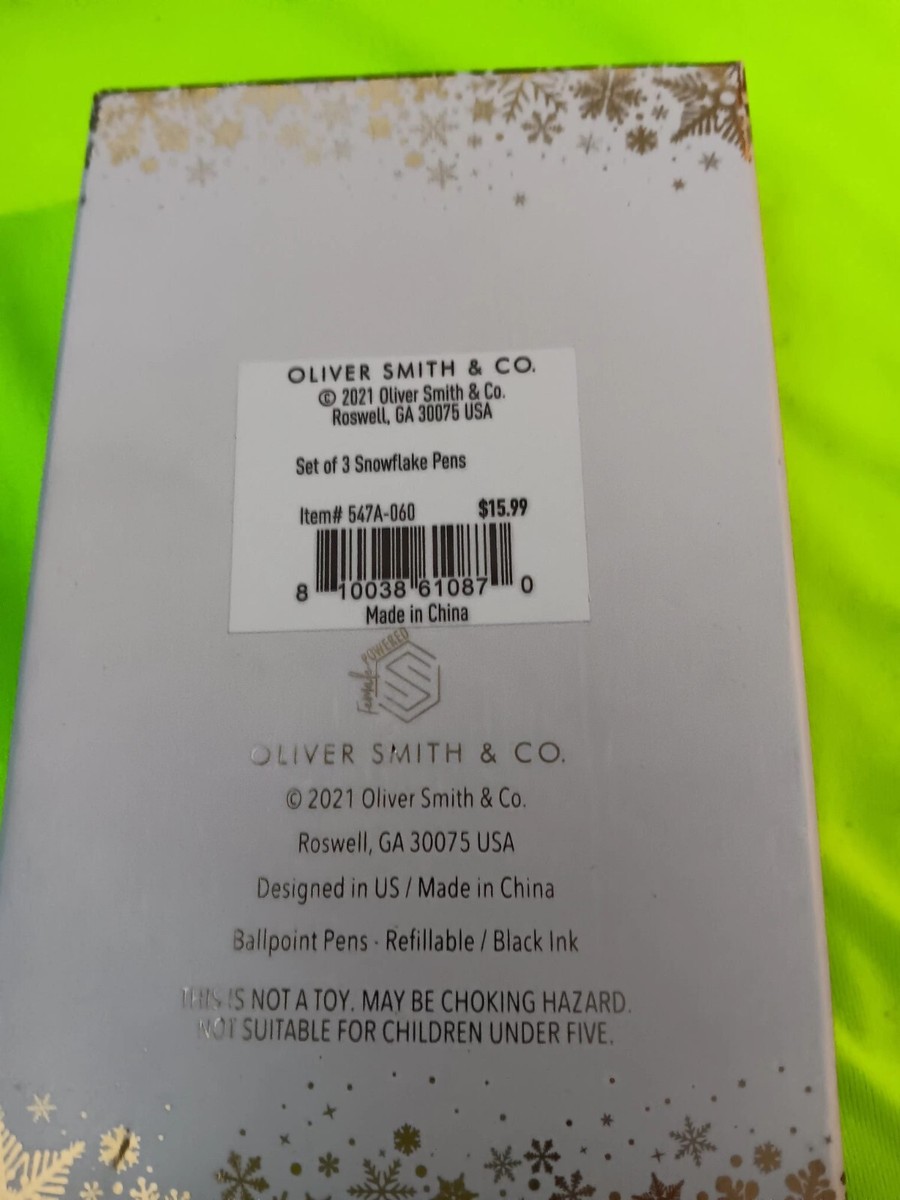 OLIVER SMITH & CO.
© 2021 Oliver Smith & Co.
Roswell, GA 30075 USA
Set of 3 Snowflake Pens
Item# 547A-060 $15.99
8 10038 61087 0
Made in China
Female POWERED
OLIVER SMITH & CO.
© 2021 Oliver Smith & Co.
Roswell, GA 30075 USA
Designed in US / Made in China
Ballpoint Pens - Refillable / Black Ink
THIS IS NOT A TOY. MAY BE CHOKING HAZARD.
NOT SUITABLE FOR CHILDREN UNDER FIVE.